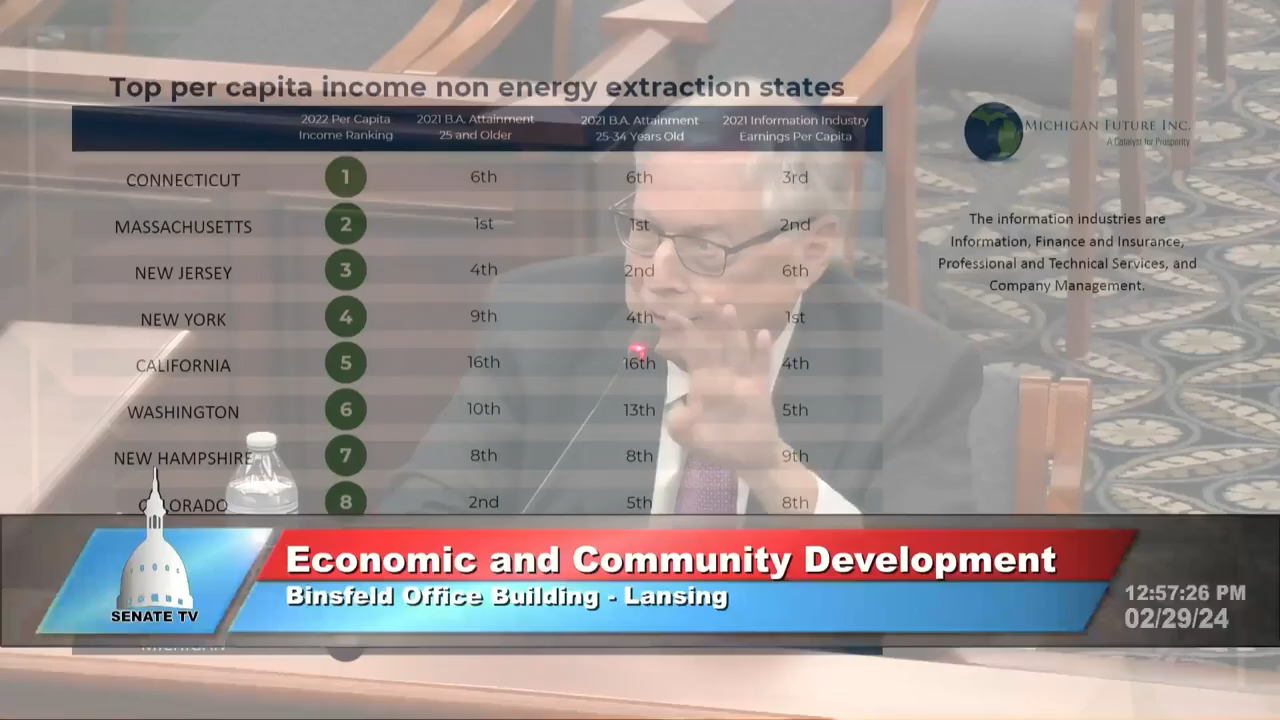 Top per capita income non energy extraction states
2022 Per Capita
Income Ranking
2021 B.A. Attainment
25 and Older
2021 B.A. Attainment
25-34 Years Old
2021 Information Industry
Earnings Per Capita
CONNECTICUT 1 6th 6th 3rd
MASSACHUSETTS 2 1st 1st 2nd
NEW JERSEY 3 4th 2nd 6th
NEW YORK 4 9th 4th 1st
CALIFORNIA 5 16th 16th 4th
WASHINGTON 6 10th 13th 5th
NEW HAMPSHIRE 7 8th 8th 9th
COLORADO 8 2nd 5th 8th
MICHIGAN
MICHIGAN FUTURE INC.
A Catalyst for Prosperity
The information industries are
Information, Finance and Insurance,
Professional and Technical Services, and
Company Management.
Economic and Community Development
Binsfeld Office Building - Lansing
SENATE TV
12:57:26 PM
02/29/24